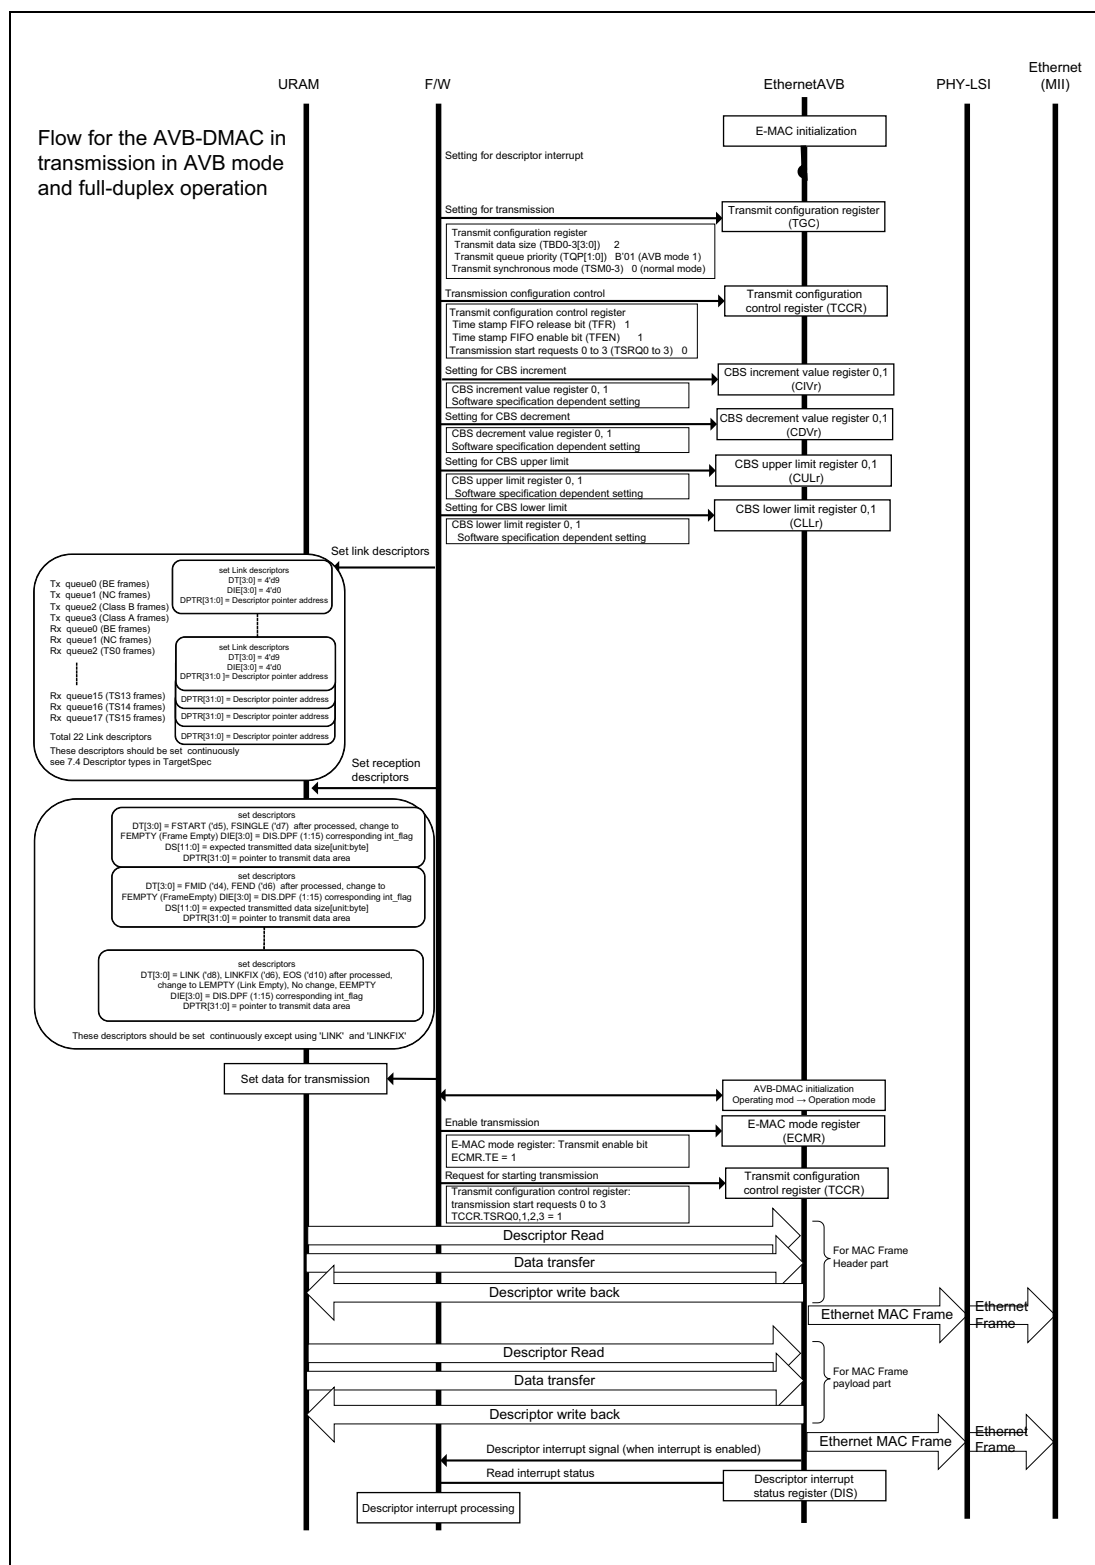 Ethernet
(MII)
URAM
F/W
EthernetAVB
PHY-LSI
Flow for the AVB-DMAC in
transmission in AVB mode
and full-duplex operation
E-MAC initialization
Setting for descriptor interrupt
Setting for transmission
Transmit configuration register
(TGC)
Transmit configuration register
Transmit data size (TBD0-3[3:0]) 2
Transmit queue priority (TQP[1:0]) B'01 (AVB mode 1)
Transmit synchronous mode (TSM0-3) 0 (normal mode)
Transmission configuration control
Transmit configuration
control register (TCCR)
Transmit configuration control register
Time stamp FIFO release bit (TFR) 1
Time stamp FIFO enable bit (TFEN) 1
Transmission start requests 0 to 3 (TSRQ0 to 3) 0
Setting for CBS increment
CBS increment value register 0,1
(CIVr)
CBS increment value register 0, 1
Software specification dependent setting
Setting for CBS decrement
CBS decrement value register 0,1
(CDVr)
CBS decrement value register 0, 1
Software specification dependent setting
Setting for CBS upper limit
CBS upper limit register 0,1
(CULr)
CBS upper limit register 0, 1
Software specification dependent setting
Setting for CBS lower limit
CBS lower limit register 0,1
(CLLr)
CBS lower limit register 0, 1
Software specification dependent setting
Set link descriptors
Tx queue0 (BE frames)
Tx queue1 (NC frames)
Tx queue2 (Class B frames)
Tx queue3 (Class A frames)
Rx queue0 (BE frames)
Rx queue1 (NC frames)
Rx queue2 (TS0 frames)
Rx queue15 (TS13 frames)
Rx queue16 (TS14 frames)
Rx queue17 (TS15 frames)
Total 22 Link descriptors
These descriptors should be set continuously
see 7.4 Descriptor types in TargetSpec
set Link descriptors
DT[3:0] = 4'd9
DIE[3:0] = 4'd0
DPTR[31:0] = Descriptor pointer address
set Link descriptors
DT[3:0] = 4'd9
DIE[3:0] = 4'd0
DPTR[31:0 ]= Descriptor pointer address
DPTR[31:0] = Descriptor pointer address
DPTR[31:0] = Descriptor pointer address
DPTR[31:0] = Descriptor pointer address
Set reception
descriptors
set descriptors
DT[3:0] = FSTART ('d5), FSINGLE ('d7) after processed, change to
FEMPTY (Frame Empty) DIE[3:0] = DIS.DPF (1:15) corresponding int_flag
DS[11:0] = expected transmitted data size[unit:byte]
DPTR[31:0] = pointer to transmit data area
set descriptors
DT[3:0] = FMID ('d4), FEND ('d6) after processed, change to
FEMPTY (FrameEmpty) DIE[3:0] = DIS.DPF (1:15) corresponding int_flag
DS[11:0] = expected transmitted data size[unit:byte]
DPTR[31:0] = pointer to transmit data area
set descriptors
DT[3:0] = LINK ('d8), LINKFIX ('d6), EOS ('d10) after processed,
change to LEMPTY (Link Empty), No change, EEMPTY
DIE[3:0] = DIS.DPF (1:15) corresponding int_flag
DPTR[31:0] = pointer to transmit data area
These descriptors should be set continuously except using 'LINK' and 'LINKFIX'
Set data for transmission
AVB-DMAC initialization
Operating mod → Operation mode
Enable transmission
E-MAC mode register
(ECMR)
E-MAC mode register: Transmit enable bit
ECMR.TE = 1
Request for starting transmission
Transmit configuration
control register (TCCR)
Transmit configuration control register:
transmission start requests 0 to 3
TCCR.TSRQ0,1,2,3 = 1
Descriptor Read
Data transfer
Descriptor write back
For MAC Frame
Header part
Ethernet MAC Frame
Ethernet
Frame
Descriptor Read
Data transfer
Descriptor write back
For MAC Frame
payload part
Ethernet MAC Frame
Ethernet
Frame
Descriptor interrupt signal (when interrupt is enabled)
Read interrupt status
Descriptor interrupt
status register (DIS)
Descriptor interrupt processing